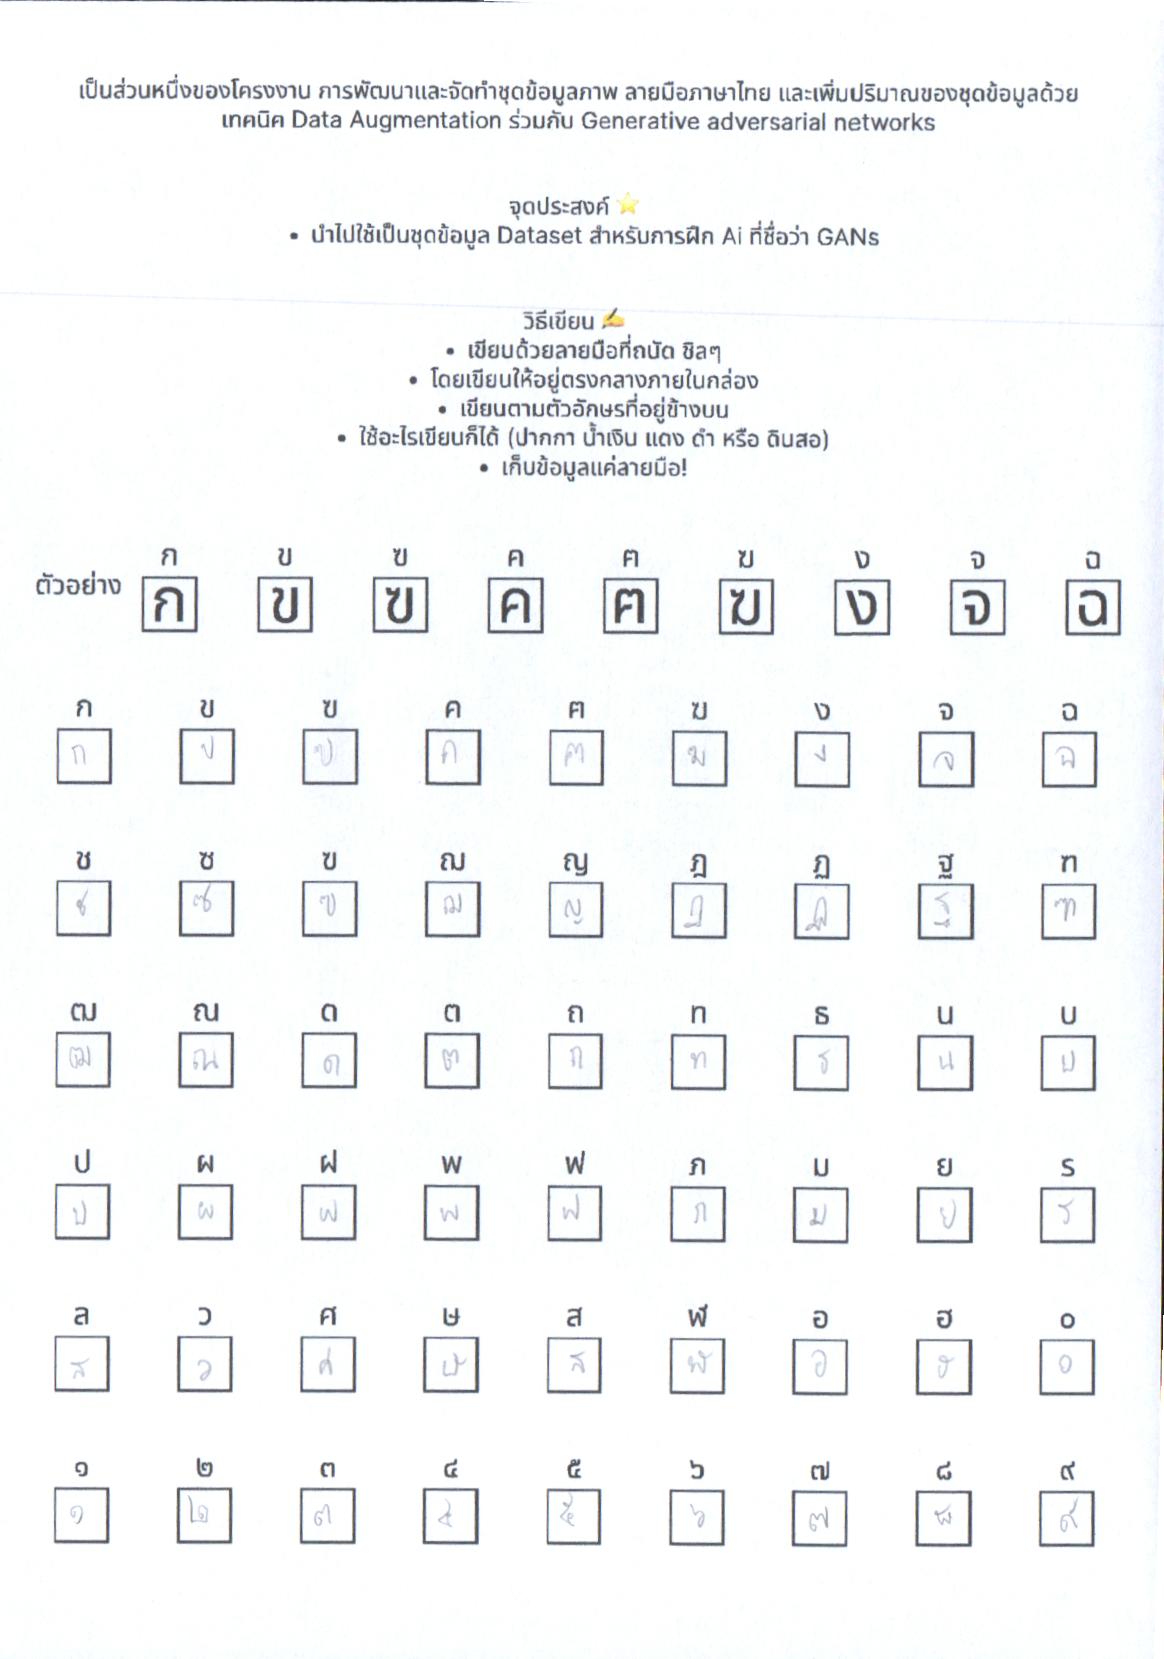 เป็นส่วนหนึ่งของโครงงาน การพัฒนาและจัดทำชุดข้อมูลภาพ ลายมือภาษาไทย และเพิ่มปริมาณของชุดข้อมูลด้วย
เทคนิค Data Augmentation ร่วมกับ Generative adversarial networks
จุดประสงค์ ⭐
• นำไปใช้เป็นชุดข้อมูล Dataset สำหรับการฝึก Ai ที่ชื่อว่า GANs
วิธีเขียน ✍
• เขียนด้วยลายมือที่ถนัด ชิลๆ
• โดยเขียนให้อยู่ตรงกลางภายในกล่อง
• เขียนตามตัวอักษรที่อยู่ข้างบน
• ใช้อะไรเขียนก็ได้ (ปากกา น้ำเงิน แดง ดำ หรือ ดินสอ)
• เก็บข้อมูลแค่ลายมือ!
ก ข ฃ ค ฅ ฆ ง จ ฉ
ตัวอย่าง ก ข ฃ ค ฅ ฆ ง จ ฉ
ก ข ฃ ค ฅ ฆ ง จ ฉ
ก ข ฃ ค ฅ ฆ ง จ ฉ
ช ซ ฃ ฌ ญ ฎ ฏ ฐ ฑ
ช ซ ฃ ฌ ญ ฎ ฏ ฐ ฑ
ฒ ณ ด ต ถ ท ธ น บ
ฒ ณ ด ต ถ ท ธ น บ
ป ผ ฝ พ ฟ ภ ม ย ร
ป ผ ฝ พ ฟ ภ ม ย ร
ล ว ศ ษ ส ฬ อ ฮ ๐
ล ว ศ ษ ส ฬ อ ฮ ๐
๑ ๒ ๓ ๔ ๕ ๖ ๗ ๘ ๙
๑ ๒ ๓ ๔ ๕ ๖ ๗ ๘ ๙